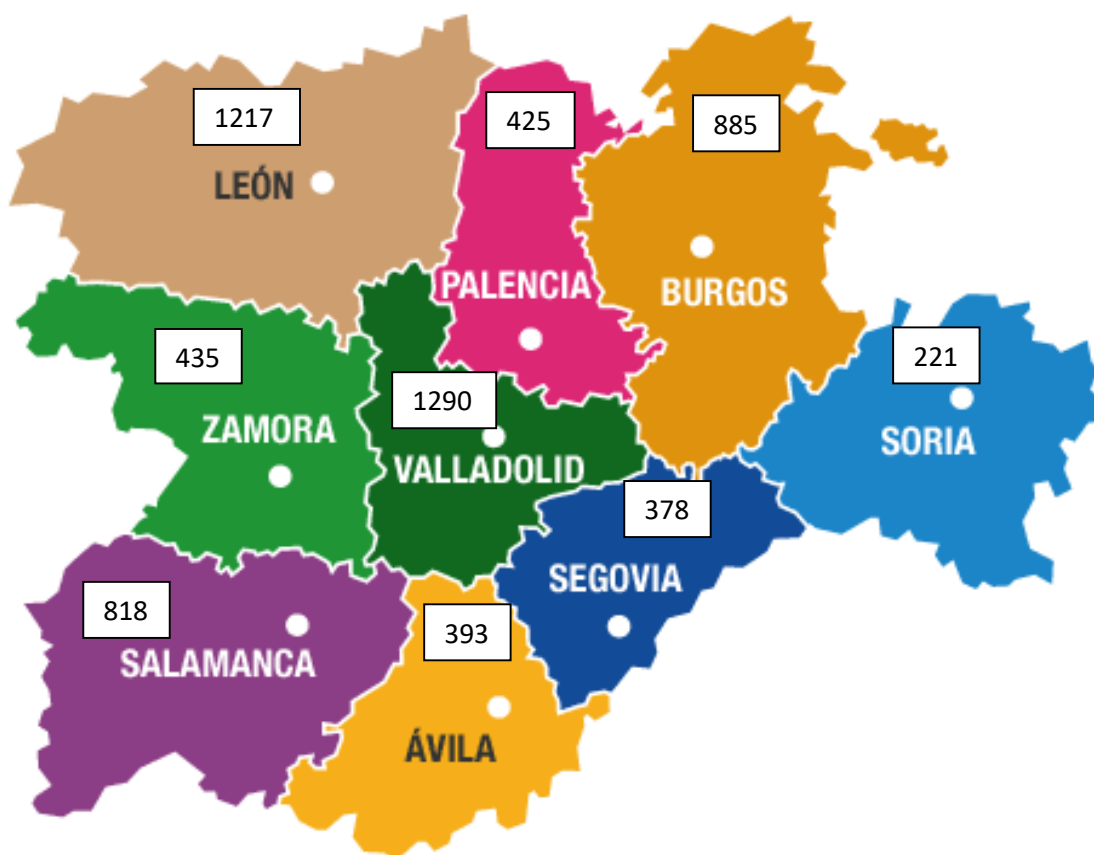 1217
LEÓN
425
PALENCIA
885
BURGOS
435
ZAMORA
1290
VALLADOLID
221
SORIA
378
SEGOVIA
818
SALAMANCA
393
ÁVILA